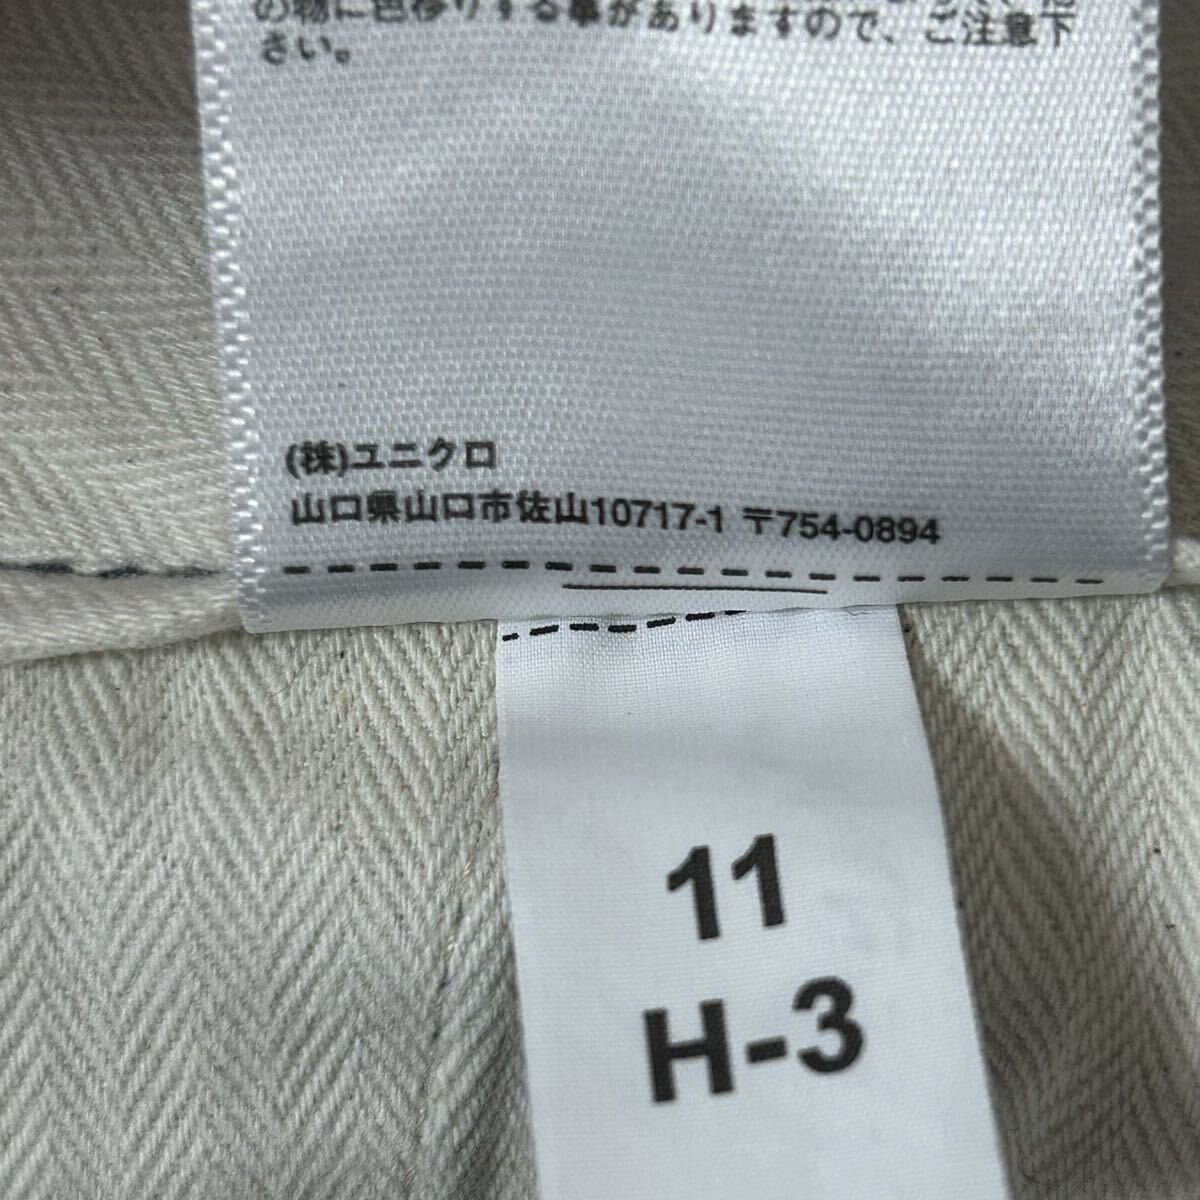 の物に色移りする事がありますので、ご注意下
さい。
(株)ユニクロ
山口県山口市佐山10717-1 〒754-0894
11
H-3